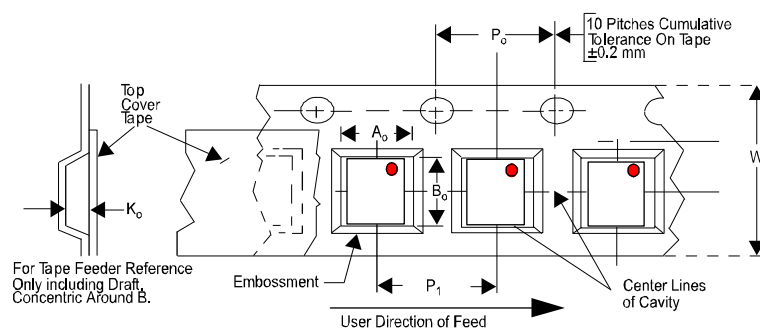 10 Pitches Cumulative
Tolerance On Tape
±0.2 mm
Po
Top
Cover
Tape
Ao
W
Bo
Ko
For Tape Feeder Reference
Only including Draft.
Concentric Around B.
Embossment
P1
Center Lines
of Cavity
User Direction of Feed